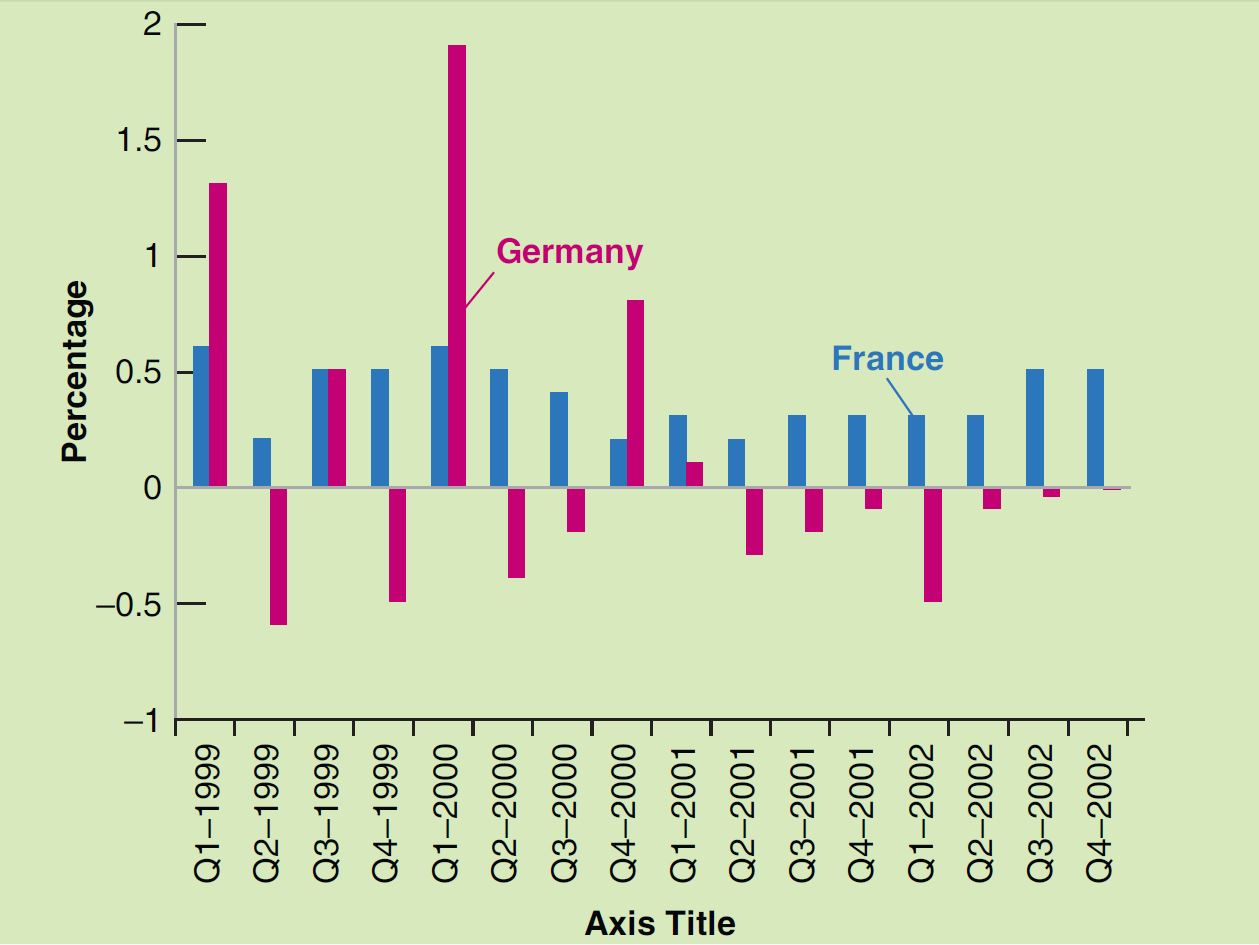 2
1.5
1
0.5
0
–0.5
–1
Percentage
Germany
France
Q1–1999
Q2–1999
Q3–1999
Q4–1999
Q1–2000
Q2–2000
Q3–2000
Q4–2000
Q1–2001
Q2–2001
Q3–2001
Q4–2001
Q1–2002
Q2–2002
Q3–2002
Q4–2002
Axis Title